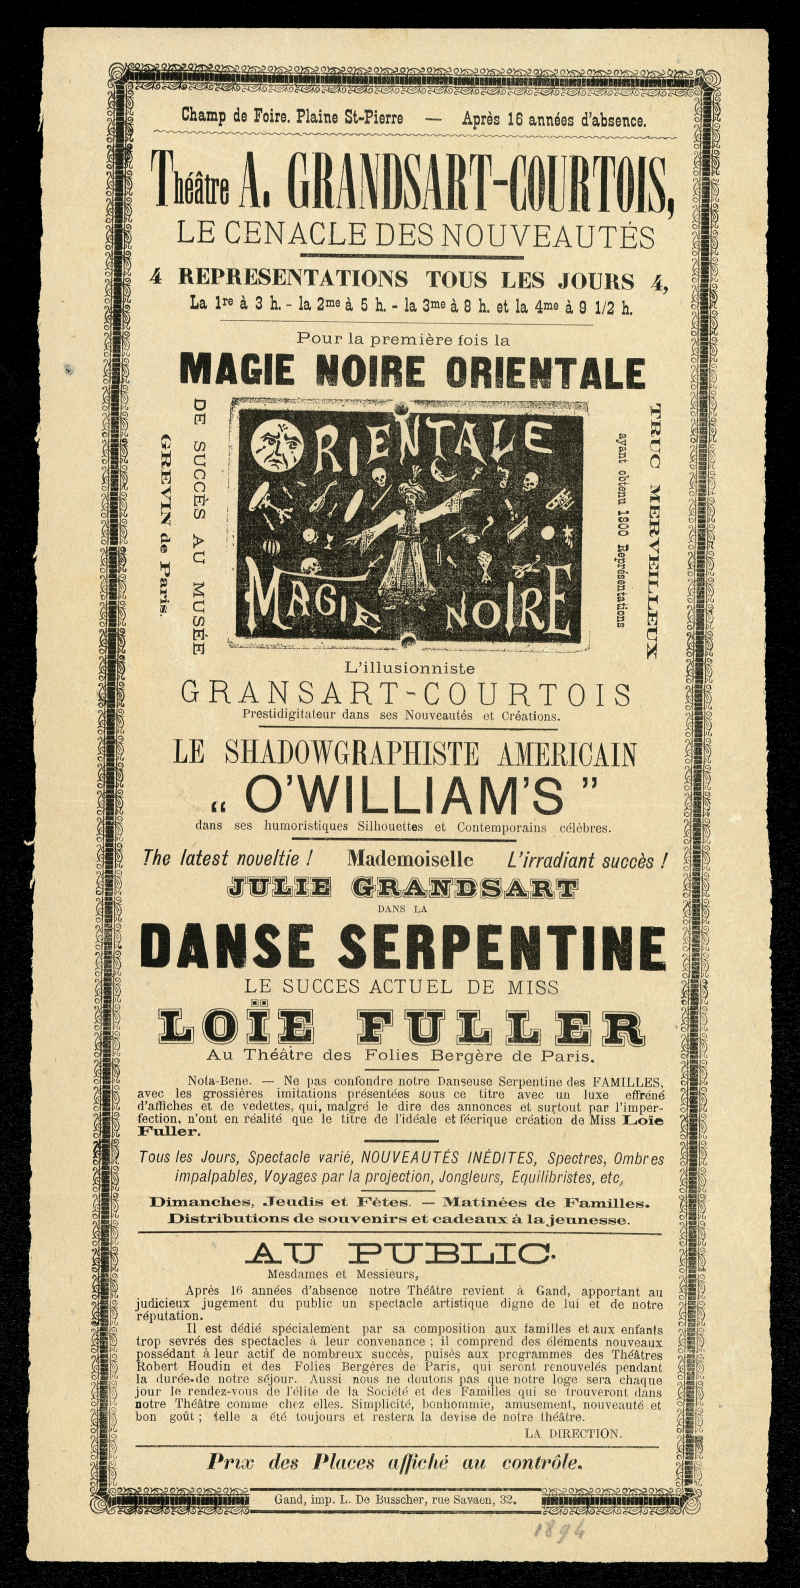 Champ de Foire. Plaine St-Pierre — Après 16 années d'absence.
Théâtre A. GRANDSART-COURTOIS,
LE CENACLE DES NOUVEAUTÉS
4 REPRESENTATIONS TOUS LES JOURS 4,
La 1re à 3 h. - la 2me à 5 h. - la 3me à 8 h. et la 4me à 9 1/2 h.
Pour la première fois la
MAGIE NOIRE ORIENTALE
TRUC MERVEILLEUX
ayant obtenu 1800 Représentations
DE SUCCÈS AU MUSÉE
GREVIN de Paris.
ORIENTALE
MAGIE NOIRE
L'illusionniste
GRANSART-COURTOIS
Prestidigitateur dans ses Nouveautés et Créations.
LE SHADOWGRAPHISTE AMERICAIN
„ O'WILLIAM'S ”
dans ses humoristiques Silhouettes et Contemporains célèbres.
The latest noveltie ! Mademoiselle L'irradiant succès !
JULIE GRANDSART
DANS LA
DANSE SERPENTINE
LE SUCCES ACTUEL DE MISS
LOÏE FULLER
Au Théâtre des Folies Bergère de Paris.
Nota-Bene. — Ne pas confondre notre Danseuse Serpentine des FAMILLES,
avec les grossières imitations présentées sous ce titre avec un luxe effréné
d'affiches et de vedettes, qui, malgré le dire des annonces et surtout par l'imper-
fection, n'ont en réalité que le titre de l'idéale et féerique création de Miss Loïe
Fuller.
Tous les Jours, Spectacle varié, NOUVEAUTÉS INÉDITES, Spectres, Ombres
impalpables, Voyages par la projection, Jongleurs, Equilibristes, etc,
Dimanches, Jeudis et Fêtes. — Matinées de Familles.
Distributions de souvenirs et cadeaux à la jeunesse.
AU PUBLIC.
Mesdames et Messieurs,
Après 16 années d'absence notre Théâtre revient à Gand, apportant au
judicieux jugement du public un spectacle artistique digne de lui et de notre
réputation.
Il est dédié spécialement par sa composition aux familles et aux enfants
trop sevrés des spectacles à leur convenance ; il comprend des éléments nouveaux
possédant à leur actif de nombreux succès, puisés aux programmes des Théâtres
Robert Houdin et des Folies Bergères de Paris, qui seront renouvelés pendant
la durée de notre séjour. Aussi nous ne doutons pas que notre loge sera chaque
jour le rendez-vous de l'élite de la Société et des Familles qui se trouveront dans
notre Théâtre comme chez elles. Simplicité, bonhommie, amusement, nouveauté et
bon goût ; telle a été toujours et restera la devise de notre théâtre.
LA DIRECTION.
Prix des Places affiché au contrôle.
Gand, imp. L. De Busscher, rue Savaen, 32.
1894